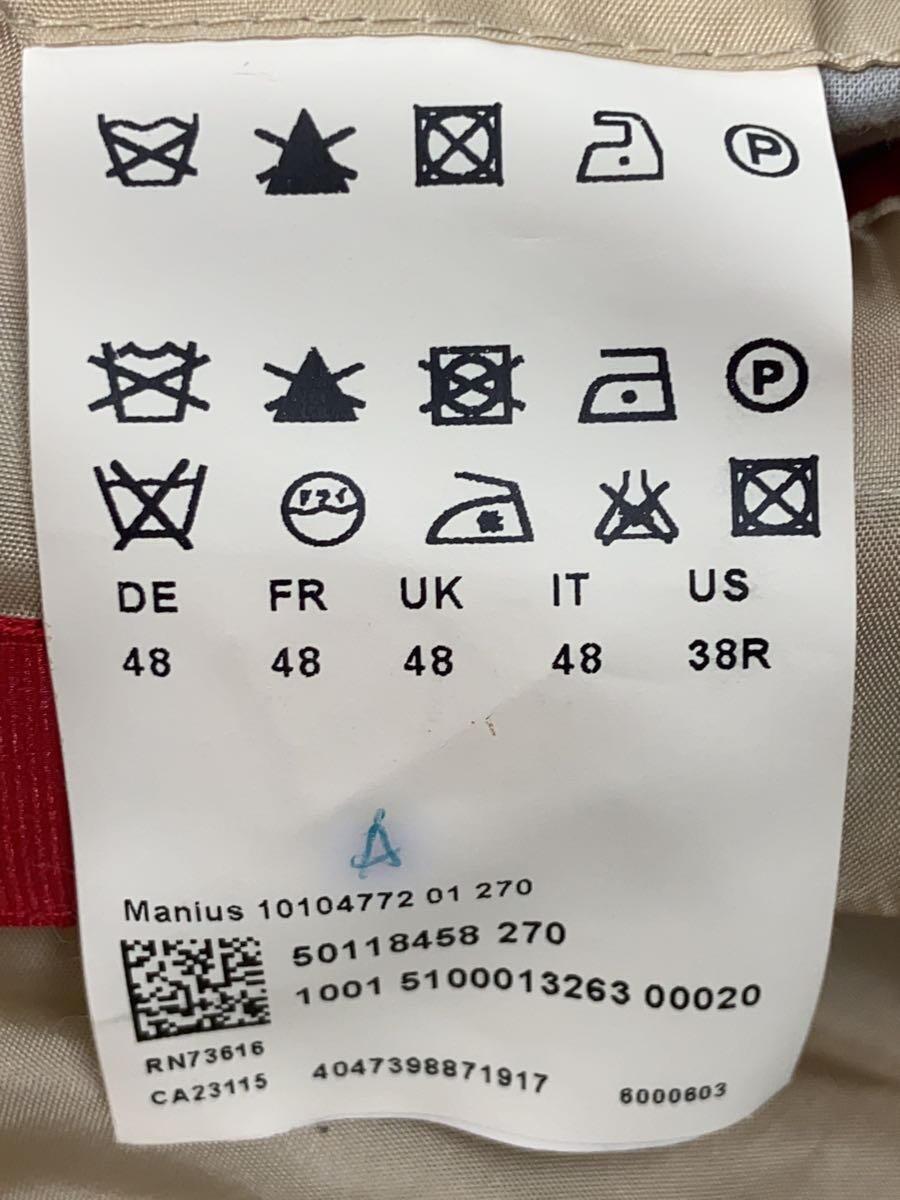 P
P
ドライ
DE FR UK IT US
48 48 48 48 38R
A
Manius 10104772 01 270
50118458 270
1001 5100013263 00020
RN73616
CA23115 4047398871917 6000603